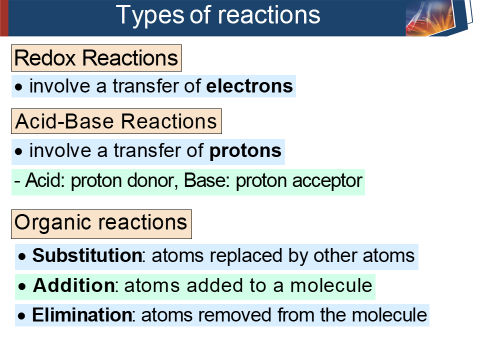 Types of reactions
Redox Reactions
• involve a transfer of electrons
Acid-Base Reactions
• involve a transfer of protons
- Acid: proton donor, Base: proton acceptor
Organic reactions
• Substitution: atoms replaced by other atoms
• Addition: atoms added to a molecule
• Elimination: atoms removed from the molecule